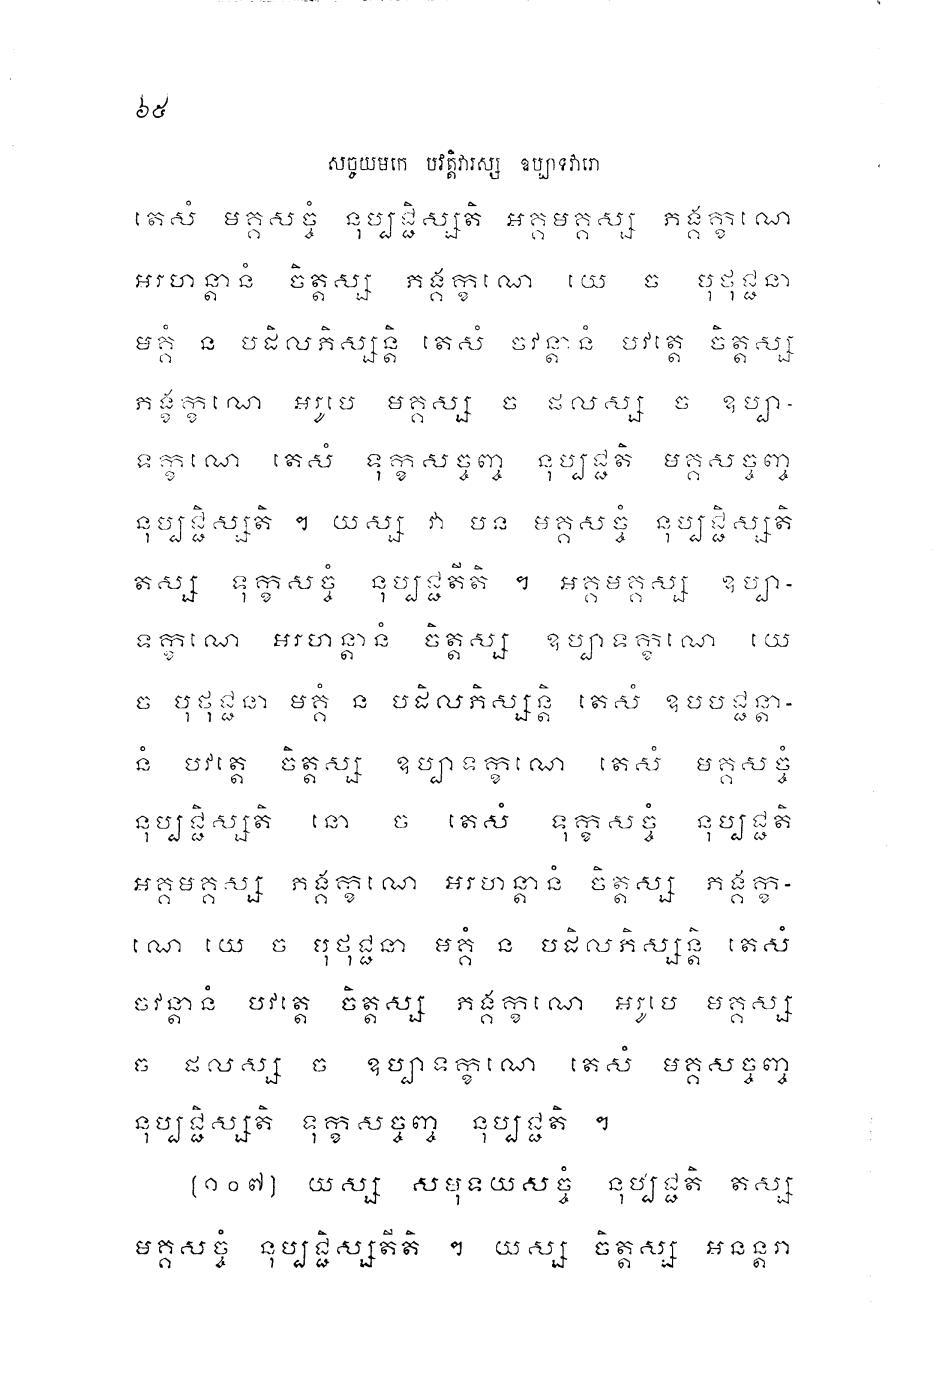 ៦៥
សច្ចយមកេ បវត្តិវារស្ស ឧប្បាទវារោ
តេសំ មគ្គសច្ចំ នុប្បជ្ជិស្សតិ អគ្គមគ្គស្ស ភង្គក្ខណេ
អរហន្តានំ ចិត្តស្ស ភង្គក្ខណេ យេ ច បុថុជ្ជនា
មគ្គំ ន បដិលភិស្សន្តិ តេសំ ចវន្តានំ បវត្តេ ចិត្តស្ស
ភង្គក្ខណេ អរូបេ មគ្គស្ស ច ផលស្ស ច ឧប្បា-
ទក្ខណេ តេសំ ទុក្ខសច្ចញ្ច នុប្បជ្ជតិ មគ្គសច្ចញ្ច
នុប្បជ្ជិស្សតិ ។ យស្ស វា បន មគ្គសច្ចំ នុប្បជ្ជិស្សតិ
តស្ស ទុក្ខសច្ចំ នុប្បជ្ជតីតិ ។ អគ្គមគ្គស្ស ឧប្បា-
ទក្ខណេ អរហន្តានំ ចិត្តស្ស ឧប្បាទក្ខណេ យេ
ច បុថុជ្ជនា មគ្គំ ន បដិលភិស្សន្តិ តេសំ ឧបបជ្ជន្តា-
នំ បវត្តេ ចិត្តស្ស ឧប្បាទក្ខណេ តេសំ មគ្គសច្ចំ
នុប្បជ្ជិស្សតិ នោ ច តេសំ ទុក្ខសច្ចំ នុប្បជ្ជតិ
អគ្គមគ្គស្ស ភង្គក្ខណេ អរហន្តានំ ចិត្តស្ស ភង្គក្ខ-
ណេ យេ ច បុថុជ្ជនា មគ្គំ ន បដិលភិស្សន្តិ តេសំ
ចវន្តានំ បវត្តេ ចិត្តស្ស ភង្គក្ខណេ អរូបេ មគ្គស្ស
ច ផលស្ស ច ឧប្បាទក្ខណេ តេសំ មគ្គសច្ចញ្ច
នុប្បជ្ជិស្សតិ ទុក្ខសច្ចញ្ច នុប្បជ្ជតិ ។
[១០៧] យស្ស សមុទយសច្ចំ នុប្បជ្ជតិ តស្ស
មគ្គសច្ចំ នុប្បជ្ជិស្សតីតិ ។ យស្ស ចិត្តស្ស អនន្តរា